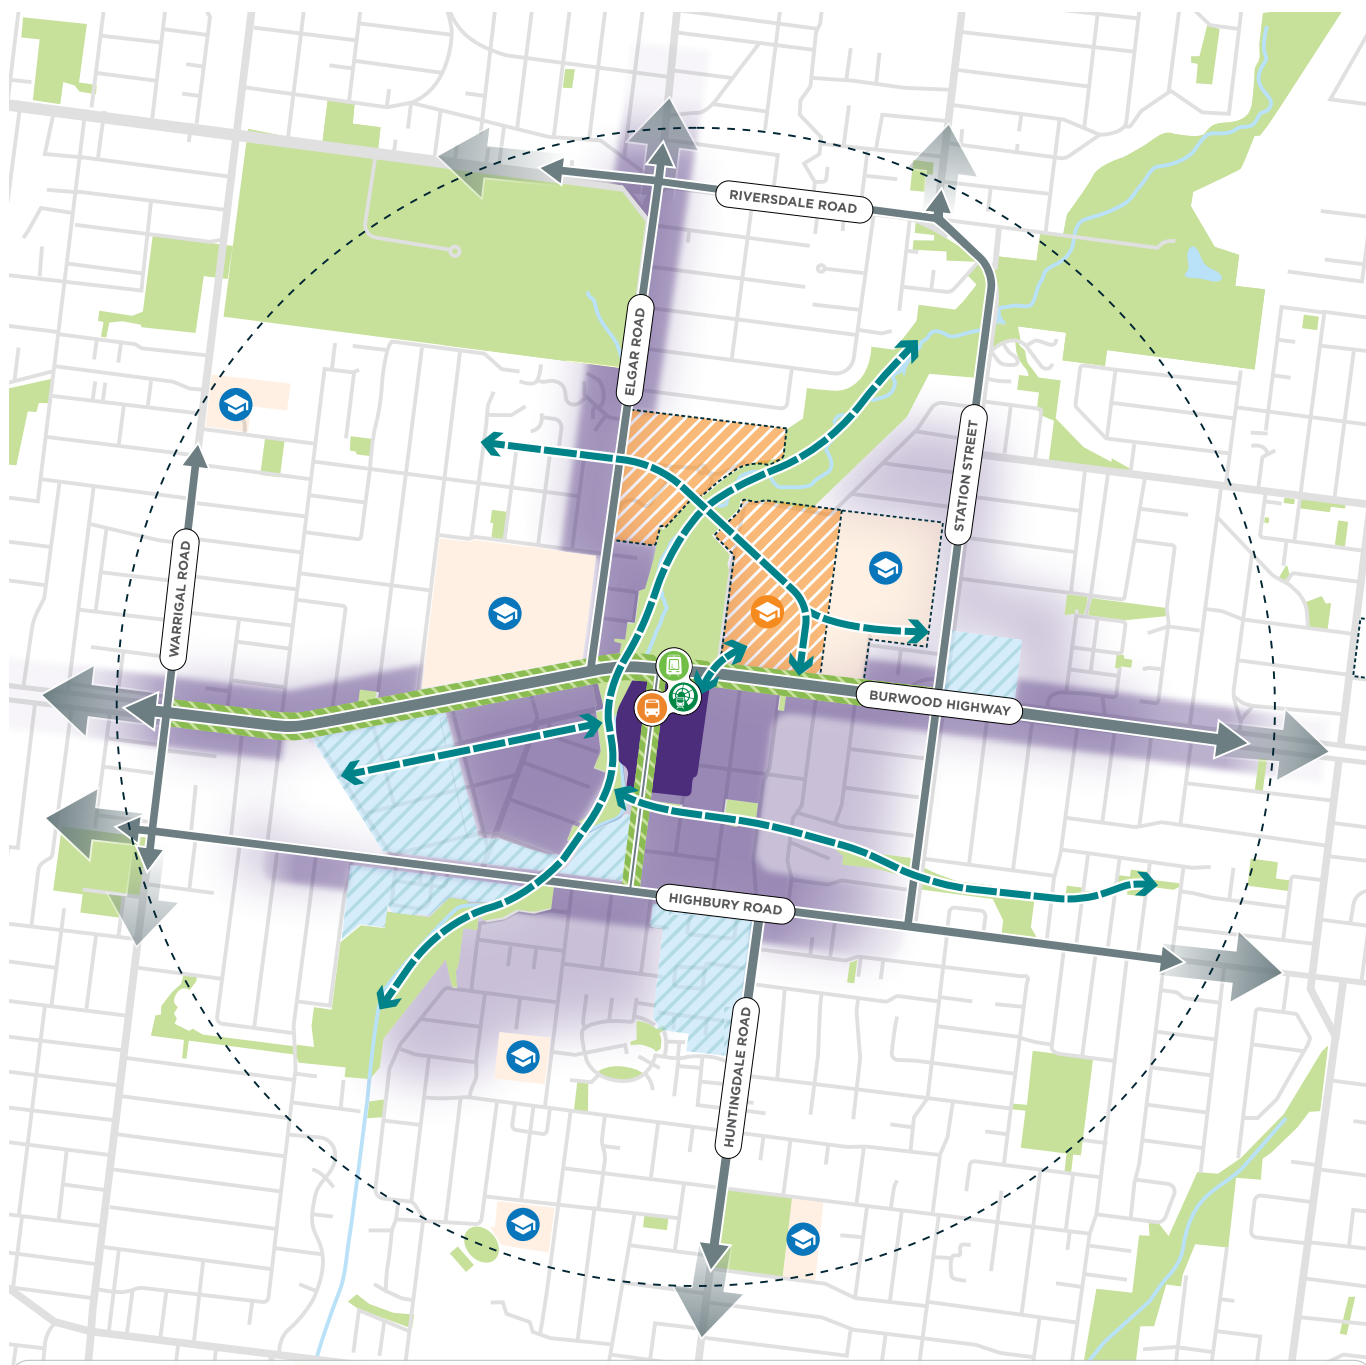 RIVERSDALE ROAD
ELGAR ROAD
STATION STREET
WARRIGAL ROAD
BURWOOD HIGHWAY
HIGHBURY ROAD
HUNTINGDALE ROAD